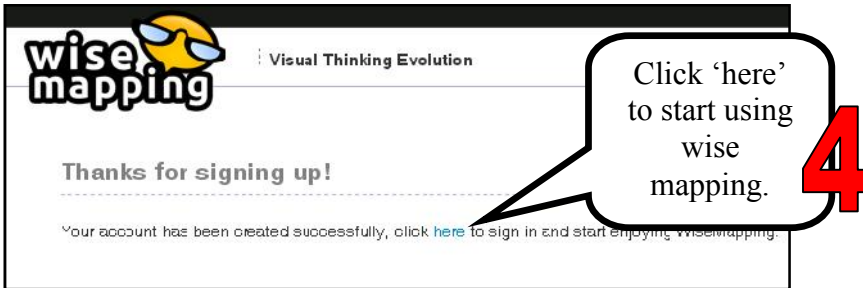 wise
mapping
Visual Thinking Evolution
Click ‘here’
to start using
wise
mapping.
4
Thanks for signing up!
Your account has been created successfully, click here to sign in and start enjoying WiseMapping.